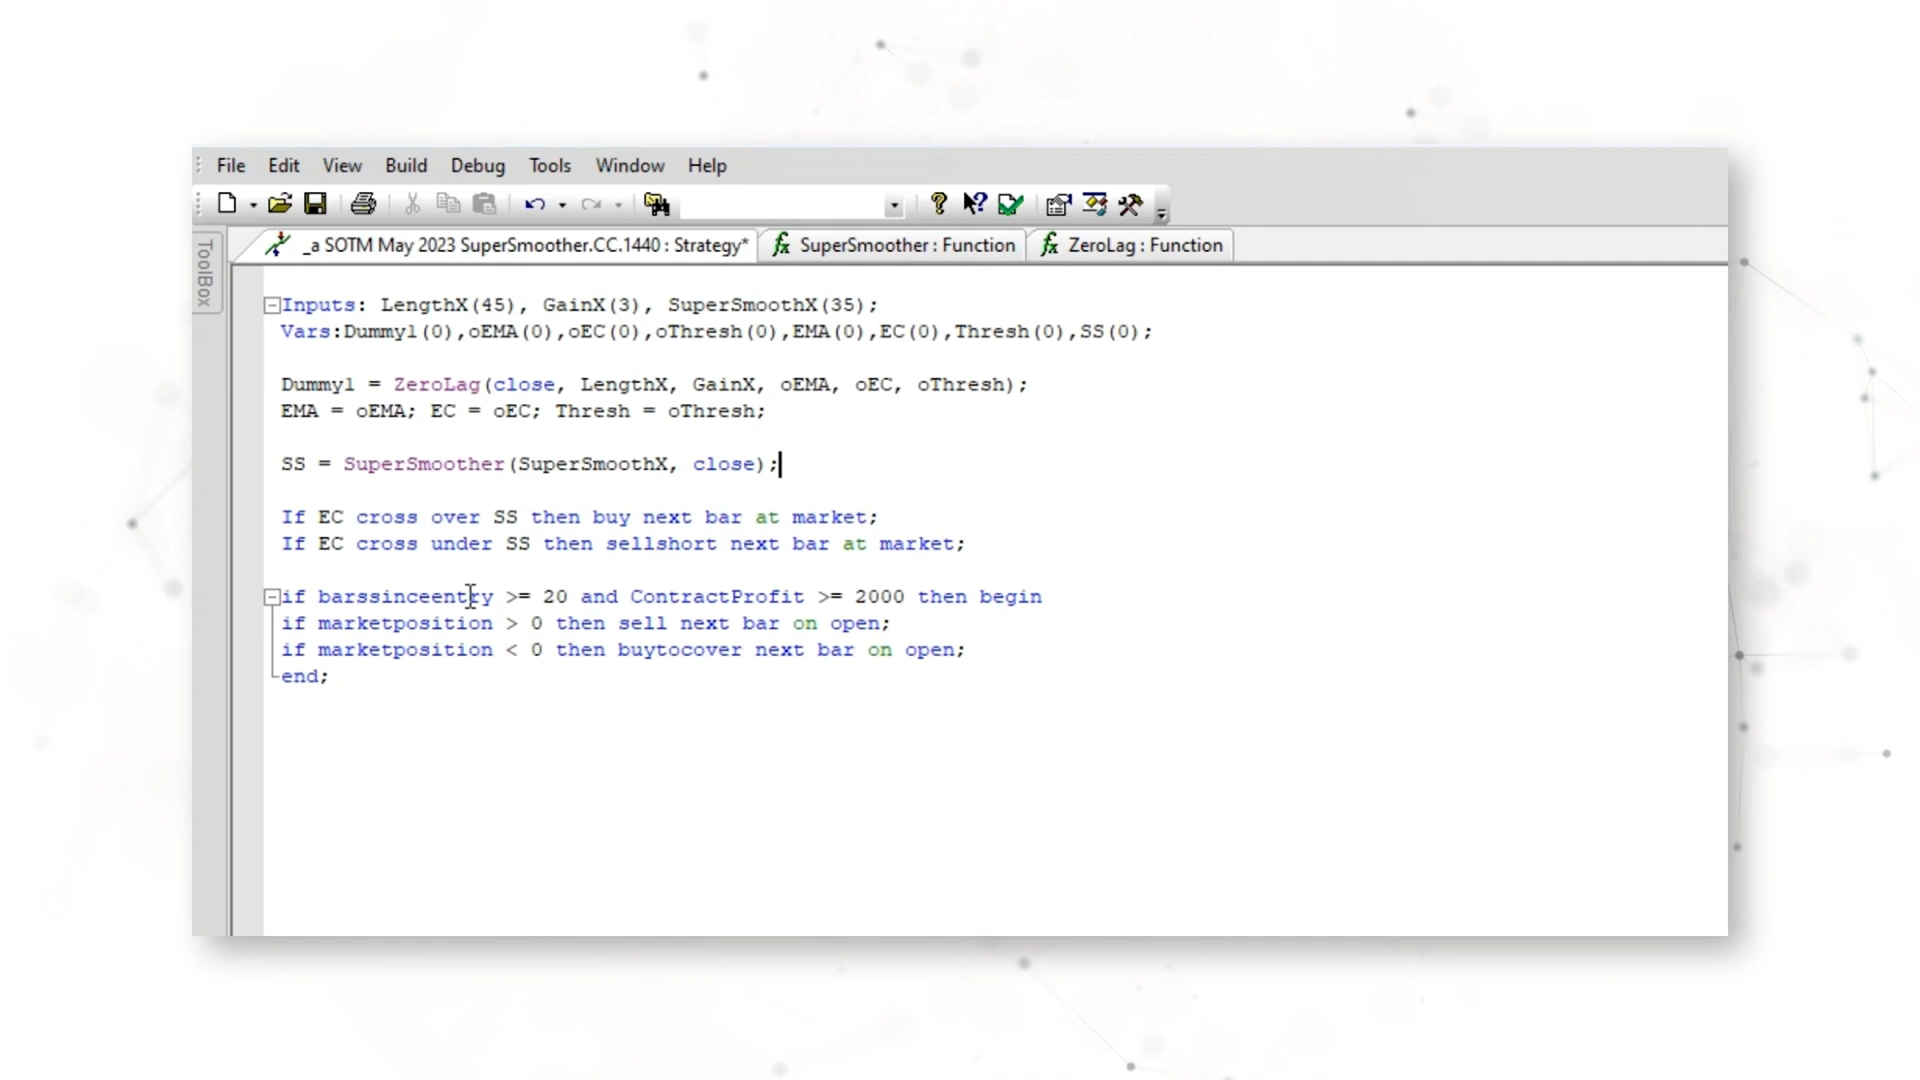 File Edit View Build Debug Tools Window Help
_a SOTM May 2023 SuperSmoother.CC.1440 : Strategy* SuperSmoother : Function ZeroLag : Function
ToolBox
Inputs: LengthX(45), GainX(3), SuperSmoothX(35);
Vars:Dummy1(0),oEMA(0),oEC(0),oThresh(0),EMA(0),EC(0),Thresh(0),SS(0);
Dummy1 = ZeroLag(close, LengthX, GainX, oEMA, oEC, oThresh);
EMA = oEMA; EC = oEC; Thresh = oThresh;
SS = SuperSmoother(SuperSmoothX, close);
If EC cross over SS then buy next bar at market;
If EC cross under SS then sellshort next bar at market;
if barssinceentry >= 20 and ContractProfit >= 2000 then begin
if marketposition > 0 then sell next bar on open;
if marketposition < 0 then buytocover next bar on open;
end;